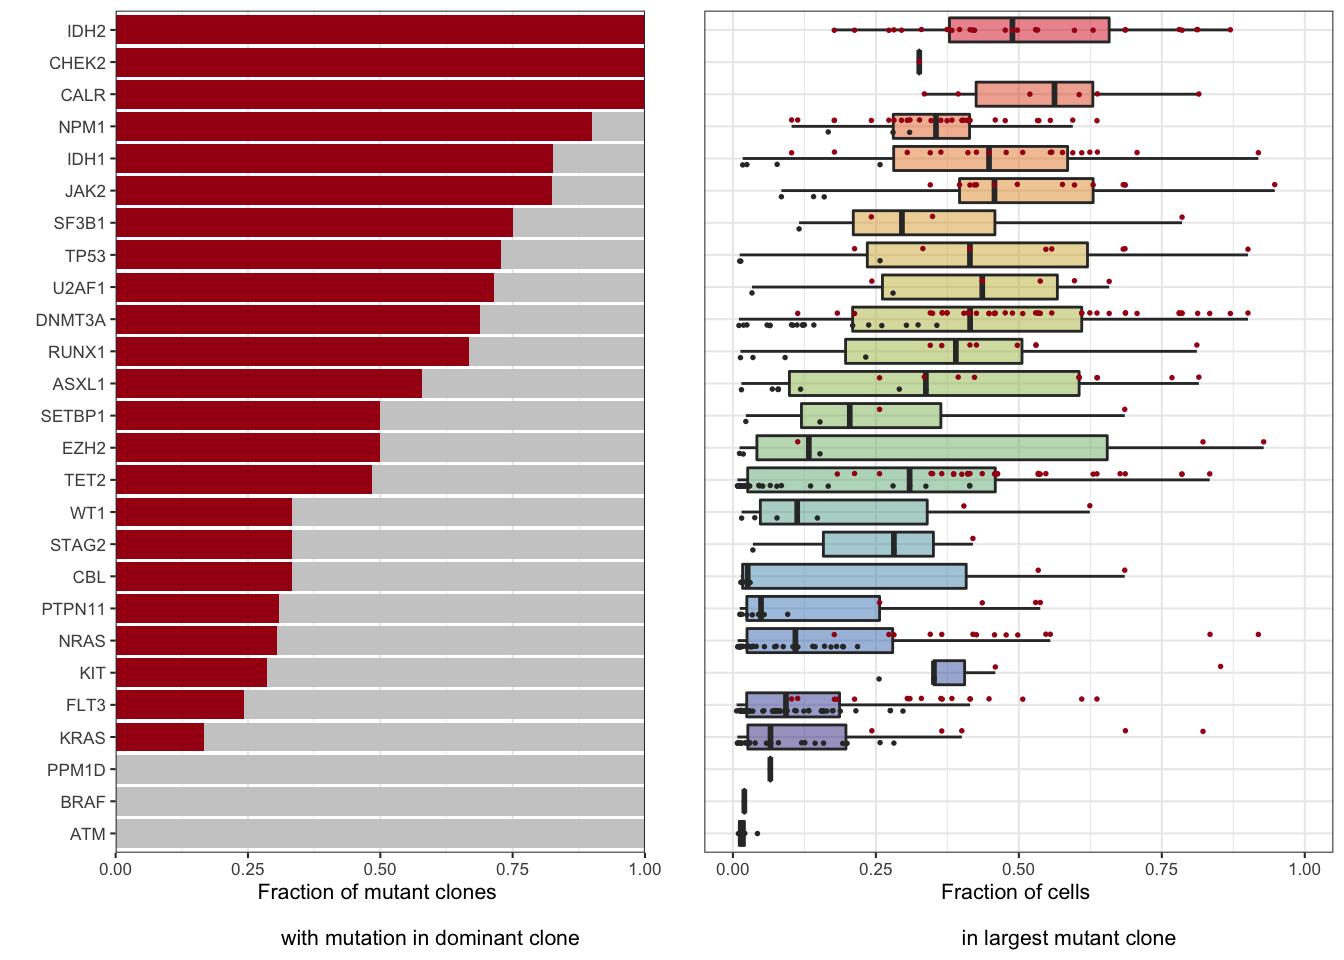 IDH2
CHEK2
CALR
NPM1
IDH1
JAK2
SF3B1
TP53
U2AF1
DNMT3A
RUNX1
ASXL1
SETBP1
EZH2
TET2
WT1
STAG2
CBL
PTPN11
NRAS
KIT
FLT3
KRAS
PPM1D
BRAF
ATM
0.00 0.25 0.50 0.75 1.00
Fraction of mutant clones
with mutation in dominant clone
0.00 0.25 0.50 0.75 1.00
Fraction of cells
in largest mutant clone